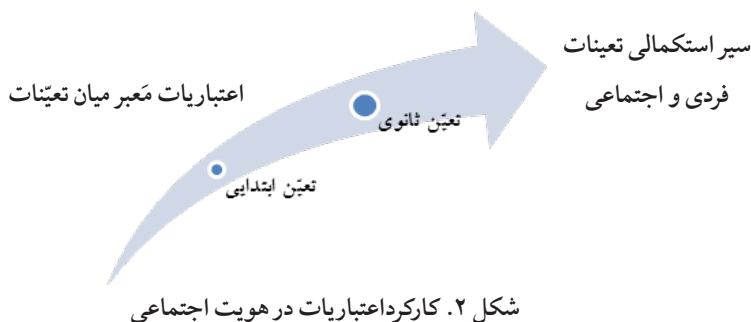 سیر استکمالی تعینات
فردی و اجتماعی
اعتباریات مَعبر میان تعیّنات
تعیّن ثانوی
تعیّن ابتدایی
شکل ۲. کارکرداعتباریات در هویت اجتماعی